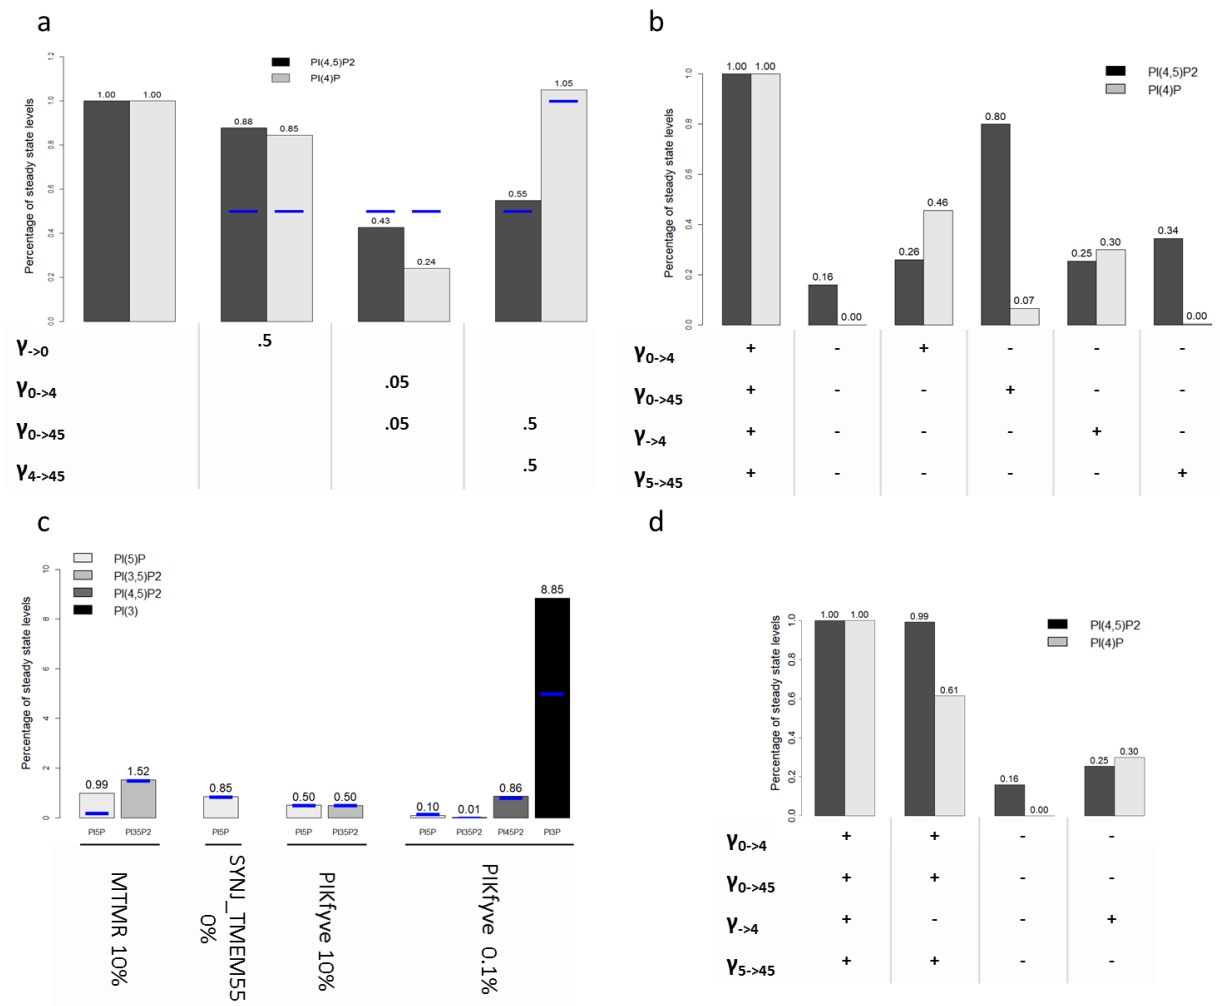 a
PI(4,5)P2
PI(4)P
Percentage of steady state levels
0.0 0.2 0.4 0.6 0.8 1.0 1.2
1.00 1.00 0.88 0.85 0.43 0.24 0.55 1.05
γ->0 .5
γ0->4 .05
γ0->45 .05 .5
γ4->45 .5
b
PI(4,5)P2
PI(4)P
Percentage of steady state levels
0.0 0.2 0.4 0.6 0.8 1.0
1.00 1.00 0.16 0.00 0.26 0.46 0.80 0.07 0.25 0.30 0.34 0.00
γ0->4 + - + - - -
γ0->45 + - - + - -
γ->4 + - - - + -
γ5->45 + - - - - +
c
PI(5)P
PI(3,5)P2
PI(4,5)P2
PI(3)
Percentage of steady state levels
0 2 4 6 8 10
0.99 1.52 0.85 0.50 0.50 0.10 0.01 0.86 8.85
PI5P PI35P2 PI5P PI5P PI35P2 PI5P PI35P2 PI45P2 PI3P
MTMR 10%
SYNJ_TMEM55
0%
PIKfyve 10%
PIKfyve 0.1%
d
PI(4,5)P2
PI(4)P
Percentage of steady state levels
0.0 0.2 0.4 0.6 0.8 1.0
1.00 1.00 0.99 0.61 0.16 0.00 0.25 0.30
γ0->4 + + - -
γ0->45 + + - -
γ->4 + - - +
γ5->45 + + - -